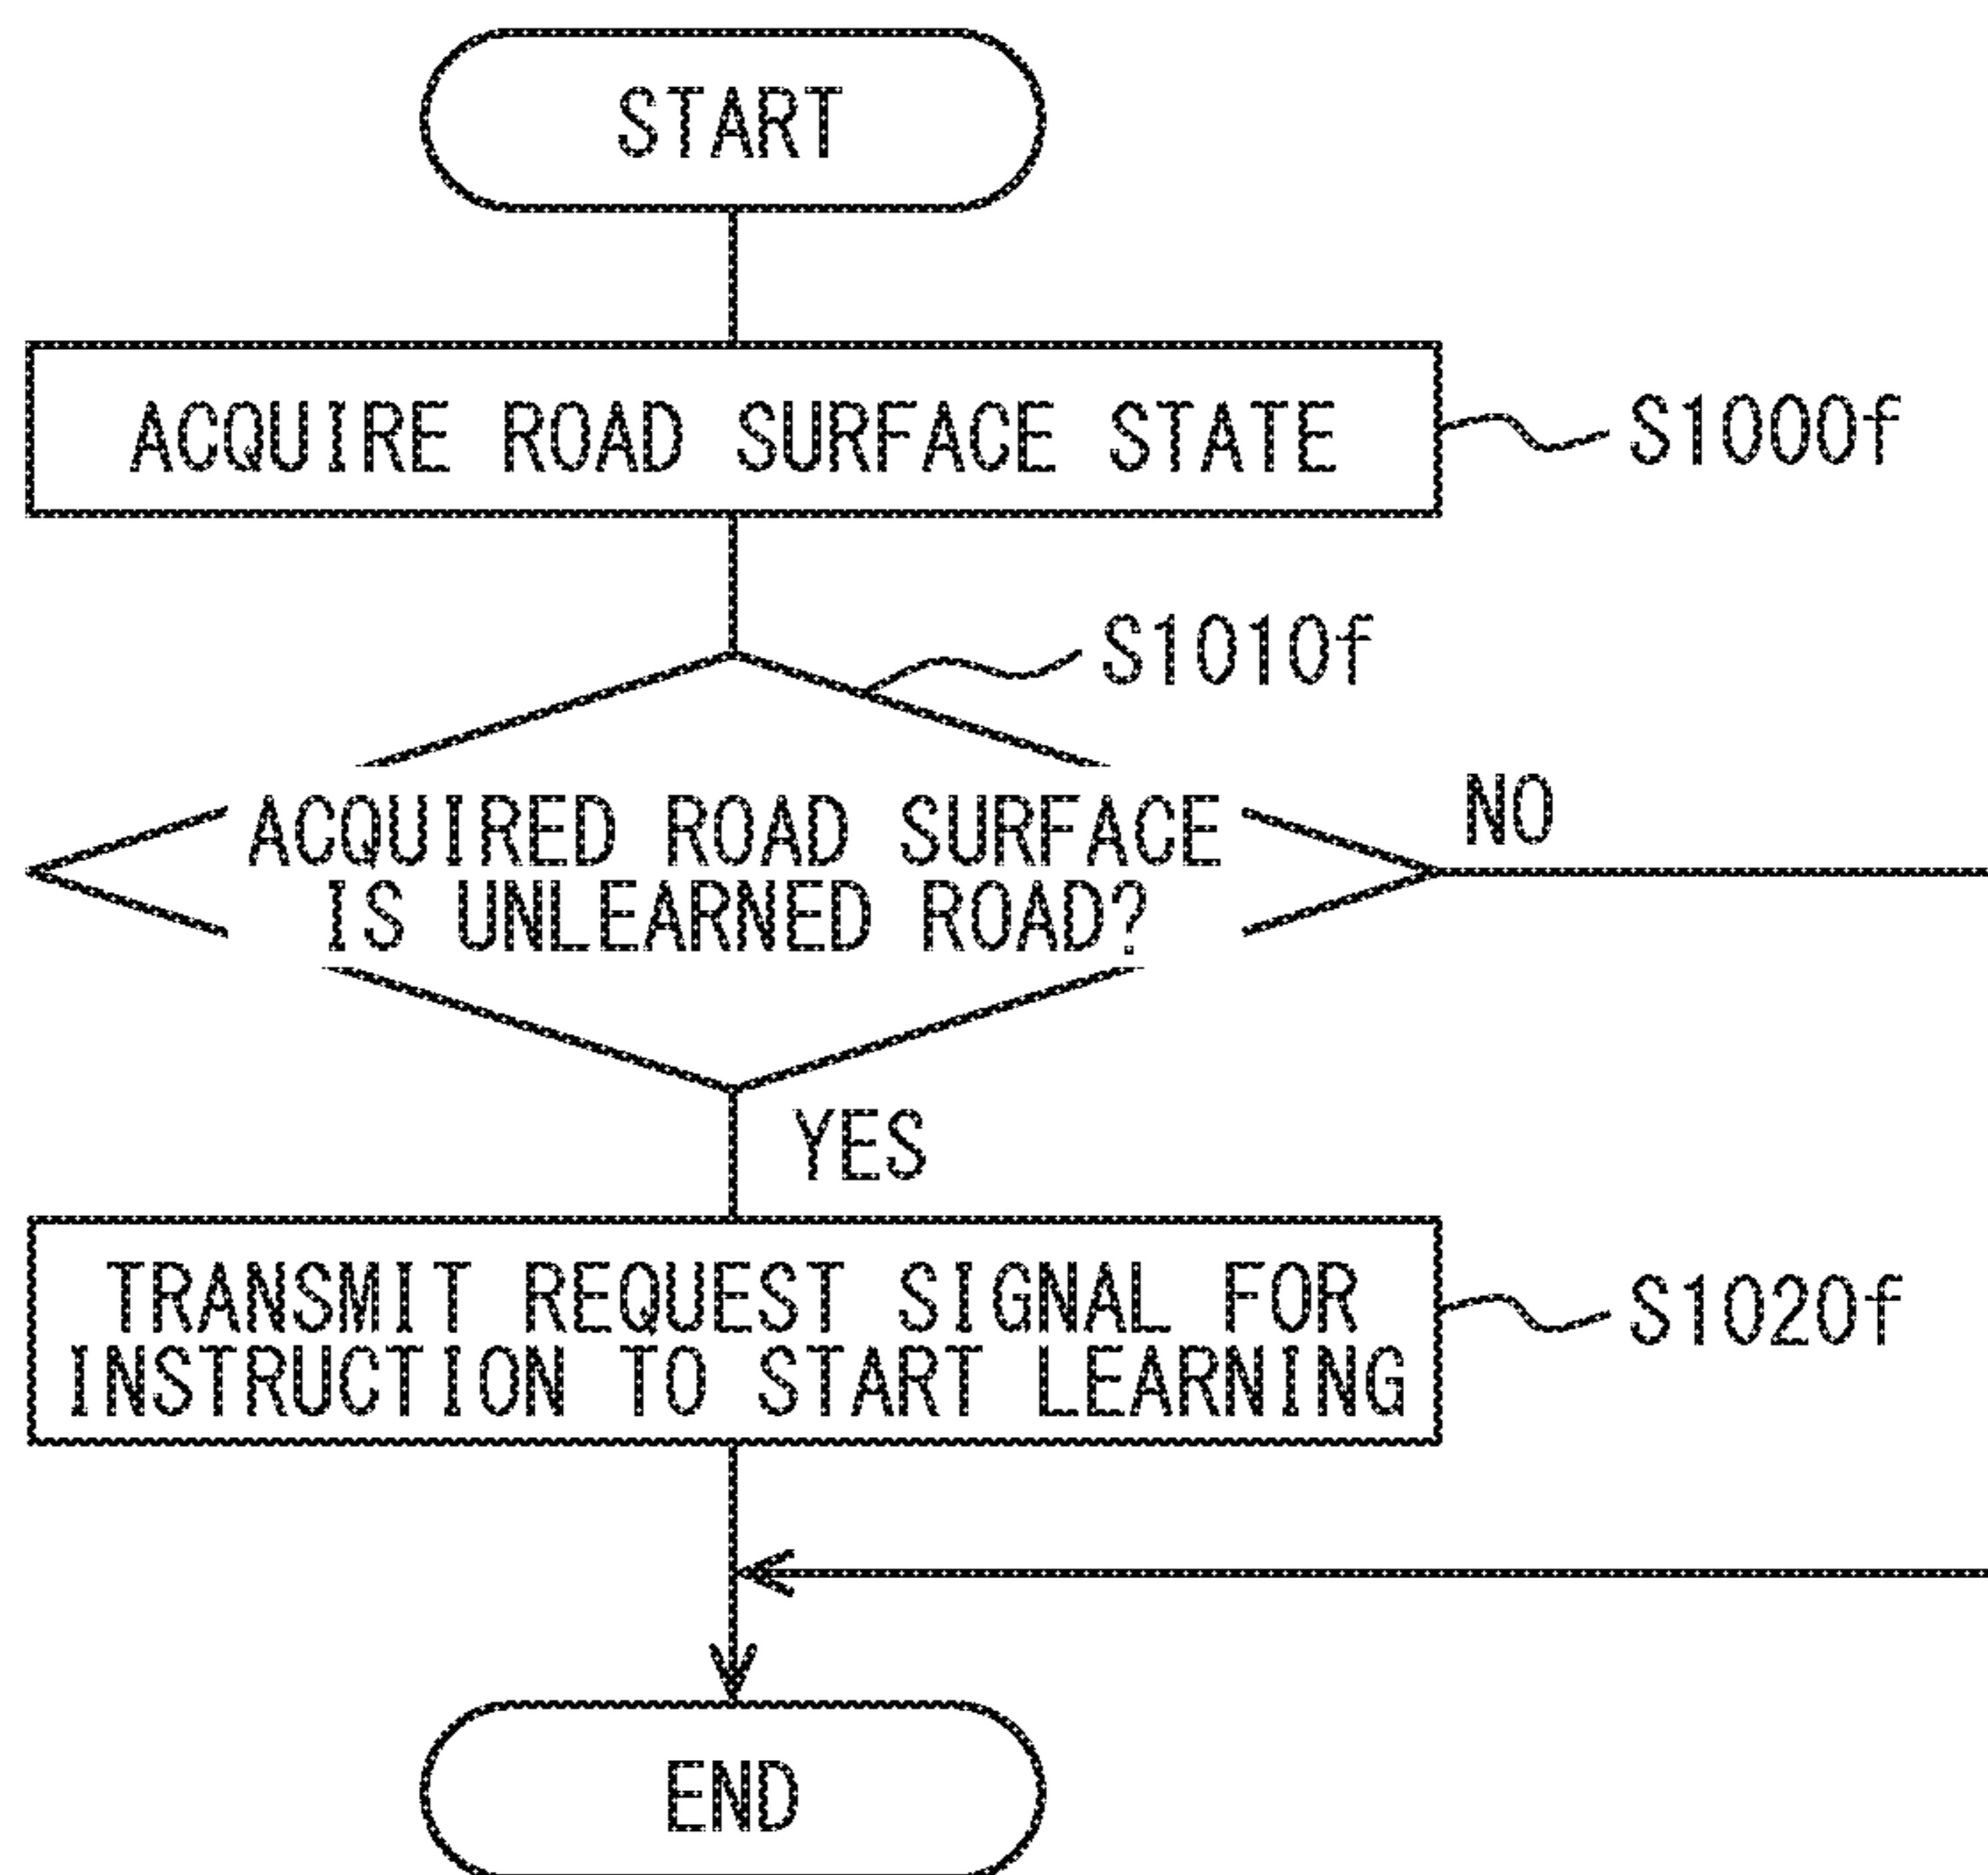 START
ACQUIRE ROAD SURFACE STATE
S1000f
S1010f
ACQUIRED ROAD SURFACE
IS UNLEARNED ROAD?
NO
YES
TRANSMIT REQUEST SIGNAL FOR
INSTRUCTION TO START LEARNING
S1020f
END